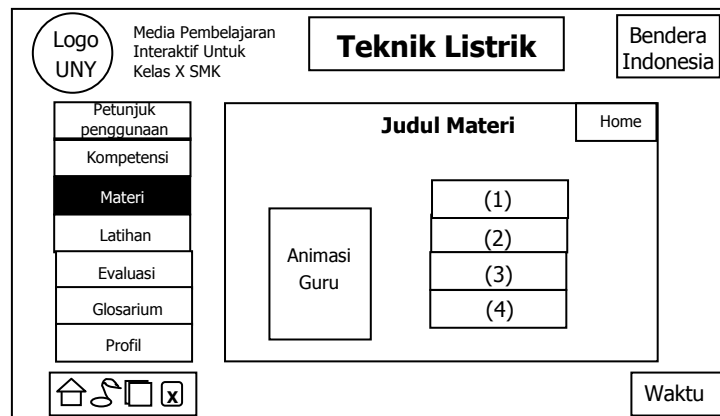 Logo
UNY
Media Pembelajaran
Interaktif Untuk
Kelas X SMK
Teknik Listrik
Bendera
Indonesia
Petunjuk
penggunaan
Kompetensi
Materi
Latihan
Evaluasi
Glosarium
Profil
Judul Materi
Home
Animasi
Guru
(1)
(2)
(3)
(4)
x
Waktu